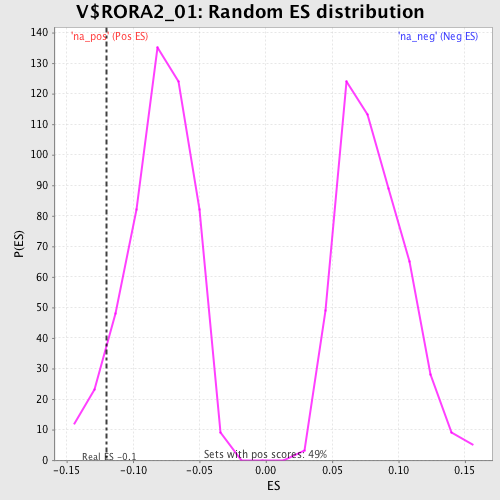 V$RORA2_01: Random ES distribution
'na_pos' (Pos ES)
'na_neg' (Neg ES)
140
130
120
110
100
90
80
70
60
50
40
30
20
10
0
P(ES)
Real ES -0.1
Sets with pos scores: 49%
-0.15 -0.10 -0.05 0.00 0.05 0.10 0.15
ES